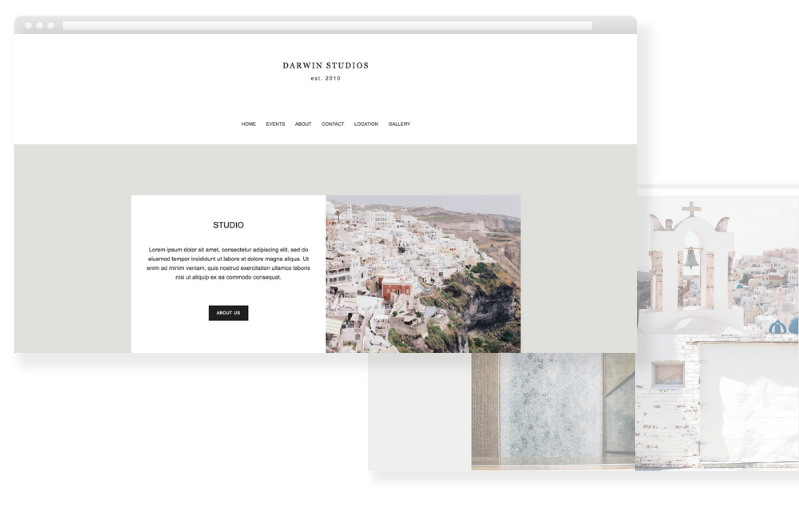 DARWIN STUDIOS
est. 2010
HOME EVENTS ABOUT CONTACT LOCATION GALLERY
STUDIO
Lorem ipsum dolor sit amet, consectetur adipiscing elit, sed do
eiusmod tempor incididunt ut labore et dolore magna aliqua. Ut
enim ad minim veniam, quis nostrud exercitation ullamco laboris
nisi ut aliquip ex ea commodo consequat.
ABOUT US